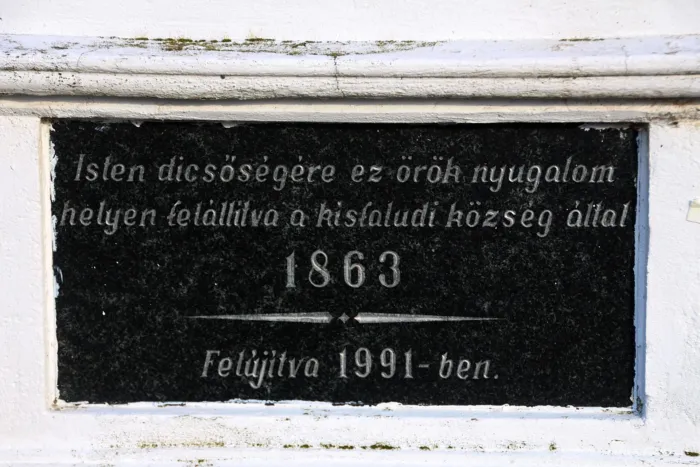 Isten dicsőségére ez örök nyugalom
helyen felállítva a kisfaludi község által
1863
Felújítva 1991-ben.